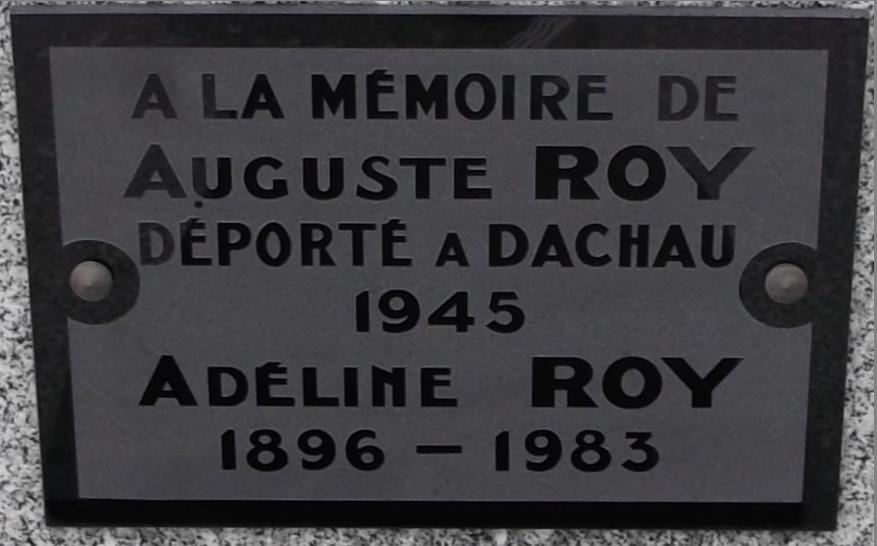 A LA MÉMOIRE DE
AUGUSTE ROY
DÉPORTÉ A DACHAU
1945
ADÉLINE ROY
1896 – 1983